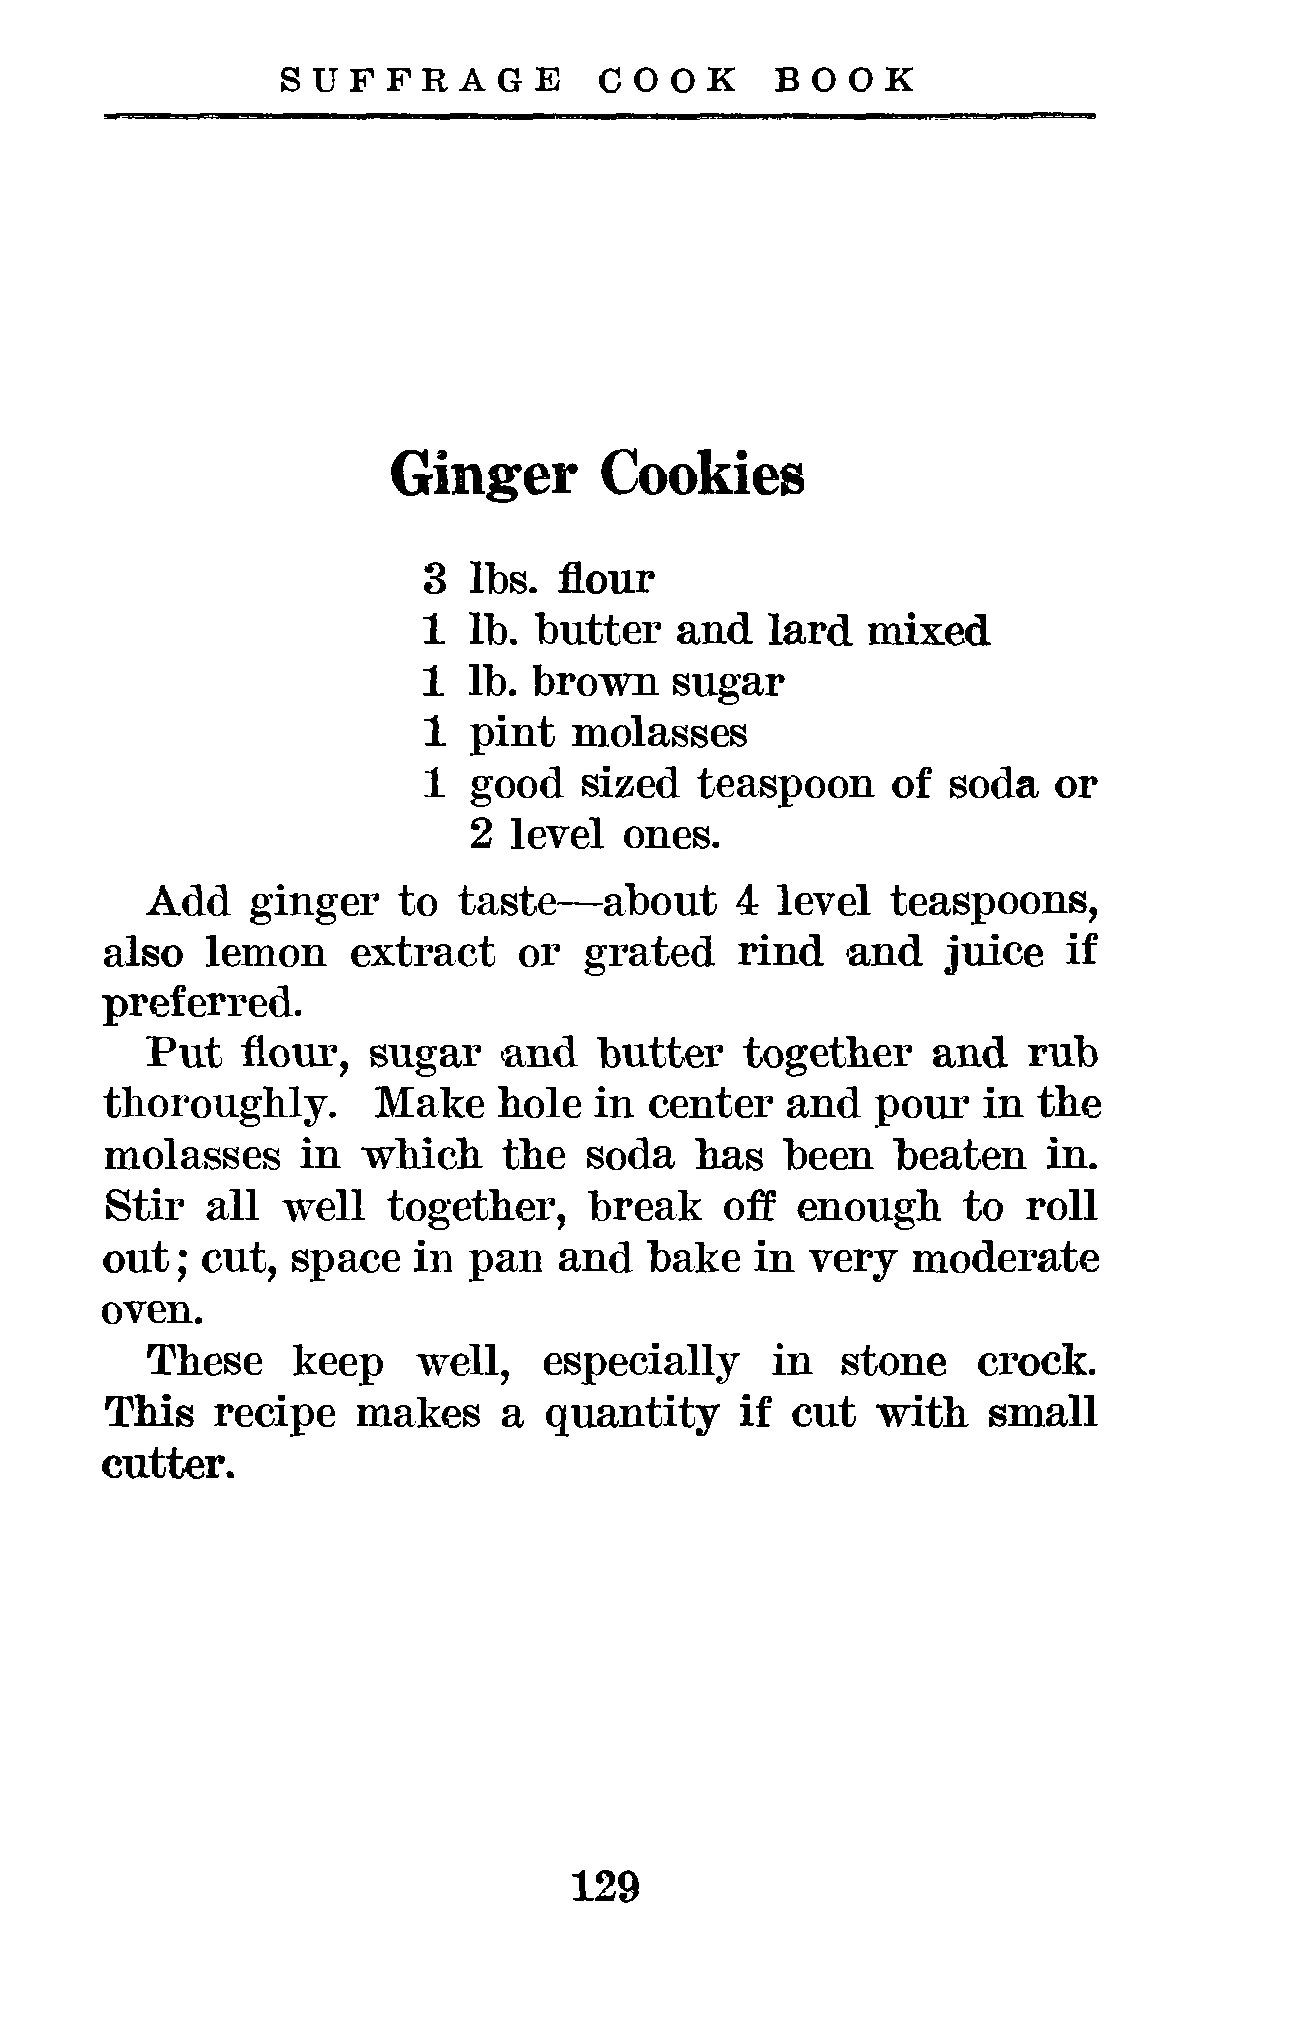 SUFFRAGE COOK BOOK
Ginger Cookies
3 lbs. flour
1 lb. butter and lard mixed
1 lb. brown sugar
1 pint molasses
1 good sized teaspoon of soda or
2 level ones.
Add ginger to taste—about 4 level teaspoons,
also lemon extract or grated rind and juice if
preferred.
Put flour, sugar and butter together and rub
thoroughly. Make hole in center and pour in the
molasses in which the soda has been beaten in.
Stir all well together, break off enough to roll
out; cut, space in pan and bake in very moderate
oven.
These keep well, especially in stone crock.
This recipe makes a quantity if cut with small
cutter.
129